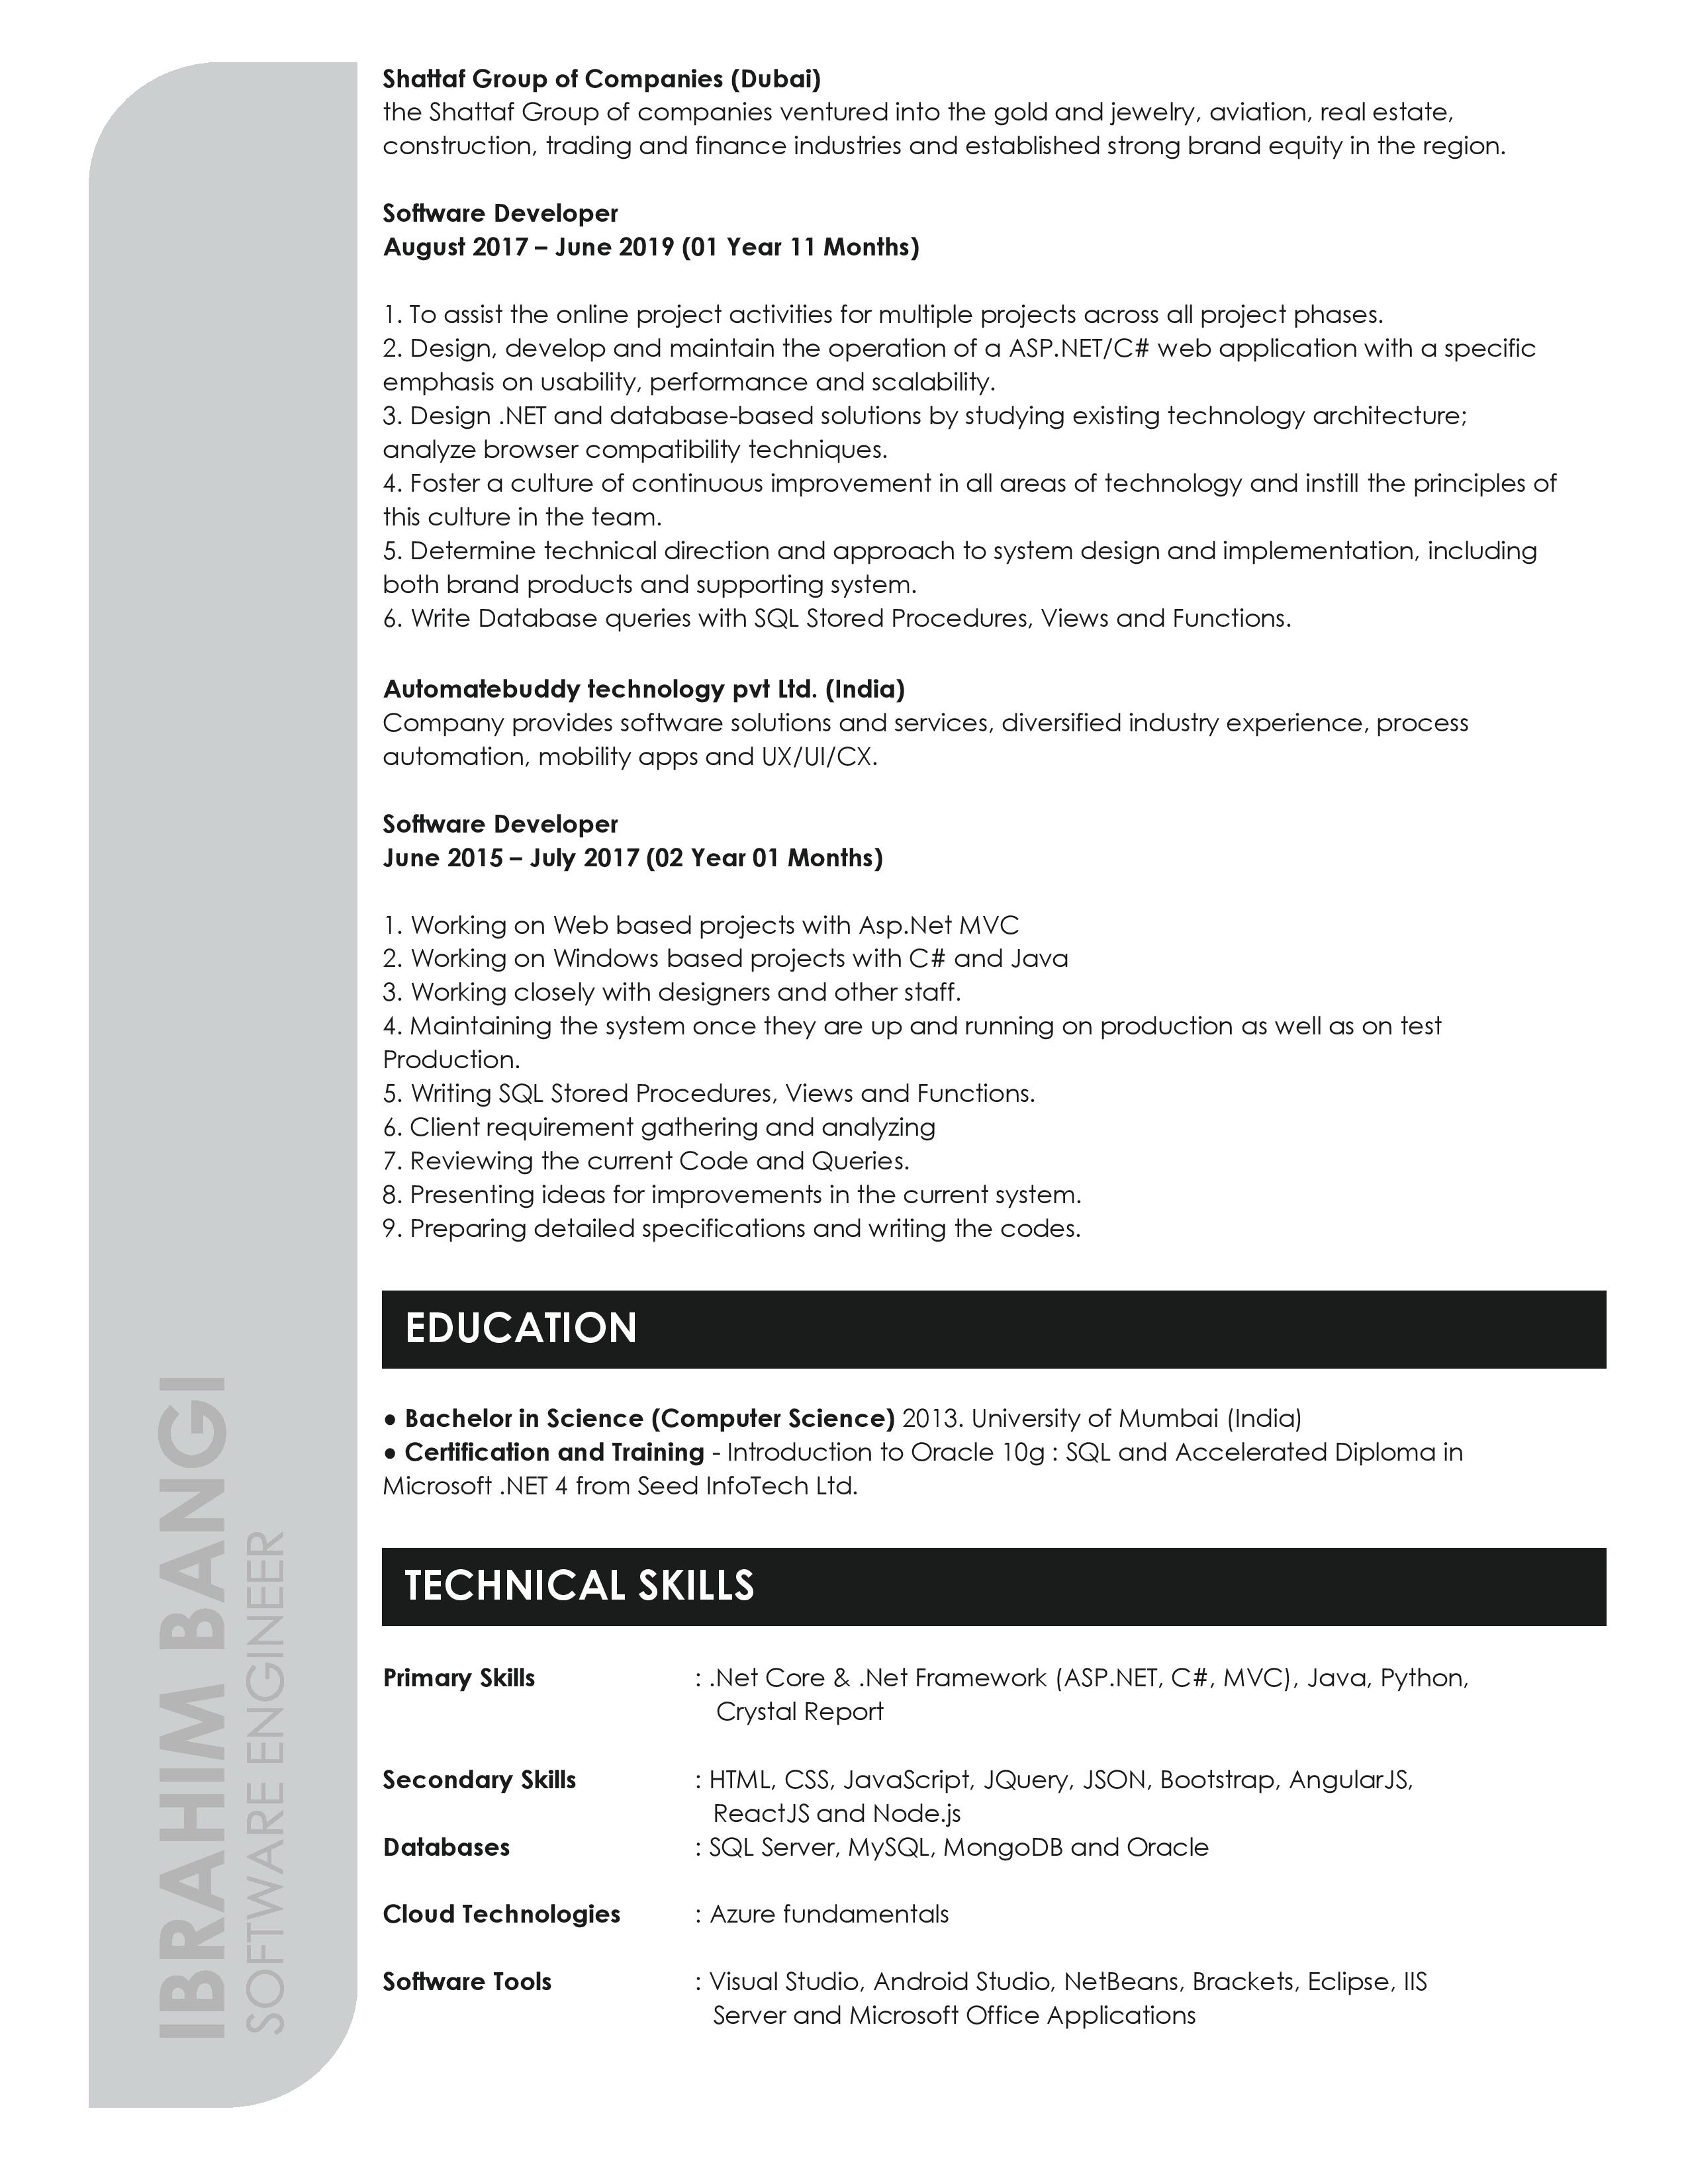 Shattaf Group of Companies (Dubai)
the Shattaf Group of companies ventured into the gold and jewelry, aviation, real estate,
construction, trading and finance industries and established strong brand equity in the region.
Software Developer
August 2017 – June 2019 (01 Year 11 Months)
1. To assist the online project activities for multiple projects across all project phases.
2. Design, develop and maintain the operation of a ASP.NET/C# web application with a specific
emphasis on usability, performance and scalability.
3. Design .NET and database-based solutions by studying existing technology architecture;
analyze browser compatibility techniques.
4. Foster a culture of continuous improvement in all areas of technology and instill the principles of
this culture in the team.
5. Determine technical direction and approach to system design and implementation, including
both brand products and supporting system.
6. Write Database queries with SQL Stored Procedures, Views and Functions.
Automatebuddy technology pvt Ltd. (India)
Company provides software solutions and services, diversified industry experience, process
automation, mobility apps and UX/UI/CX.
Software Developer
June 2015 – July 2017 (02 Year 01 Months)
1. Working on Web based projects with Asp.Net MVC
2. Working on Windows based projects with C# and Java
3. Working closely with designers and other staff.
4. Maintaining the system once they are up and running on production as well as on test
Production.
5. Writing SQL Stored Procedures, Views and Functions.
6. Client requirement gathering and analyzing
7. Reviewing the current Code and Queries.
8. Presenting ideas for improvements in the current system.
9. Preparing detailed specifications and writing the codes.
EDUCATION
● Bachelor in Science (Computer Science) 2013. University of Mumbai (India)
● Certification and Training - Introduction to Oracle 10g : SQL and Accelerated Diploma in
Microsoft .NET 4 from Seed InfoTech Ltd.
TECHNICAL SKILLS
Primary Skills : .Net Core & .Net Framework (ASP.NET, C#, MVC), Java, Python,
Crystal Report
Secondary Skills : HTML, CSS, JavaScript, JQuery, JSON, Bootstrap, AngularJS,
ReactJS and Node.js
Databases : SQL Server, MySQL, MongoDB and Oracle
Cloud Technologies : Azure fundamentals
Software Tools : Visual Studio, Android Studio, NetBeans, Brackets, Eclipse, IIS
Server and Microsoft Office Applications
IBRAHIM BANGI
SOFTWARE ENGINEER